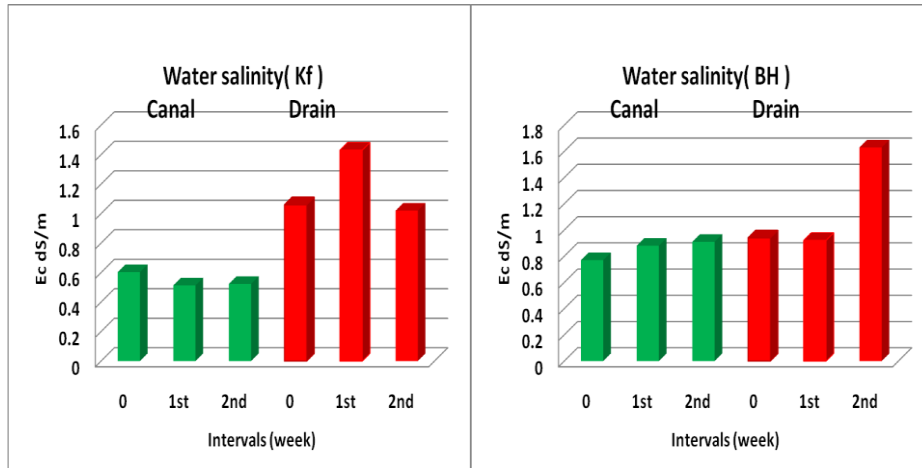 Water salinity( Kf )
Canal Drain
1.6
1.4
1.2
1
0.8
0.6
0.4
0.2
0
Ec dS/m
0 1st 2nd 0 1st 2nd
Intervals (week)
Water salinity( BH )
Canal Drain
1.8
1.6
1.4
1.2
1
0.8
0.6
0.4
0.2
0
Ec dS/m
0 1st 2nd 0 1st 2nd
Intervals (week)